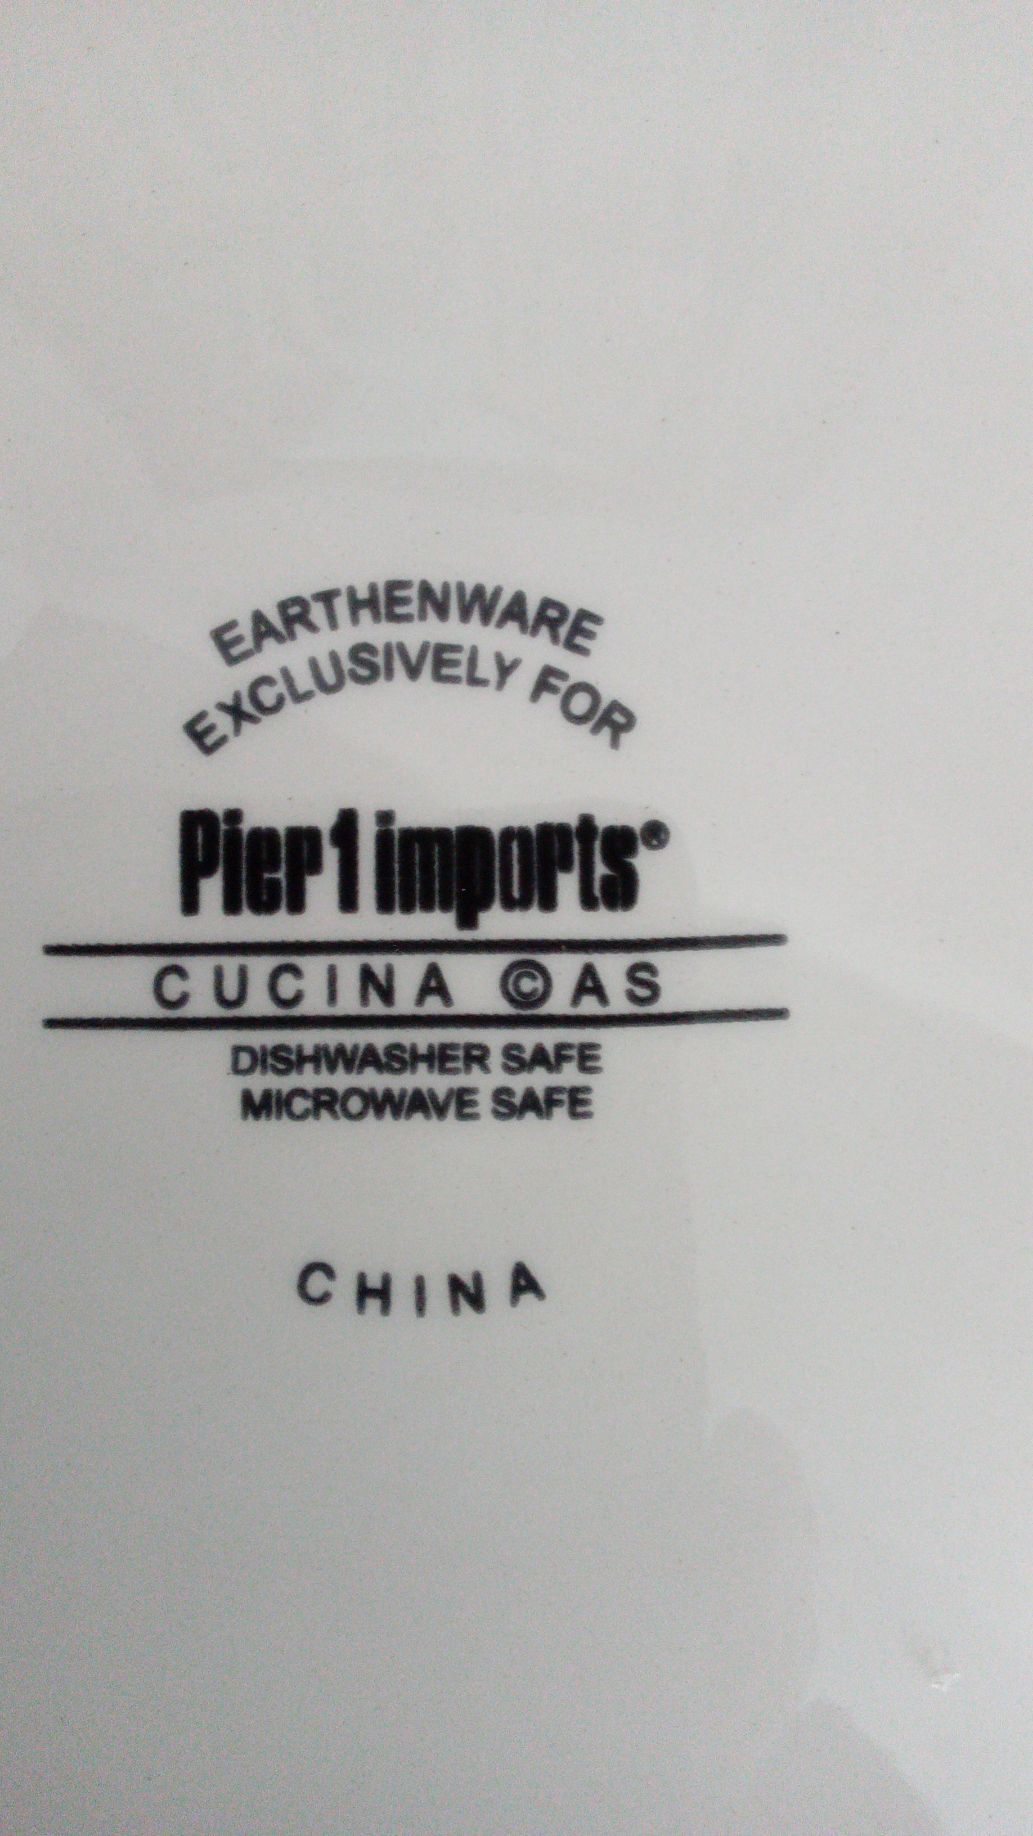 EARTHENWARE
EXCLUSIVELY FOR
Pier 1 imports®
CUCINA ©AS
DISHWASHER SAFE
MICROWAVE SAFE
CHINA